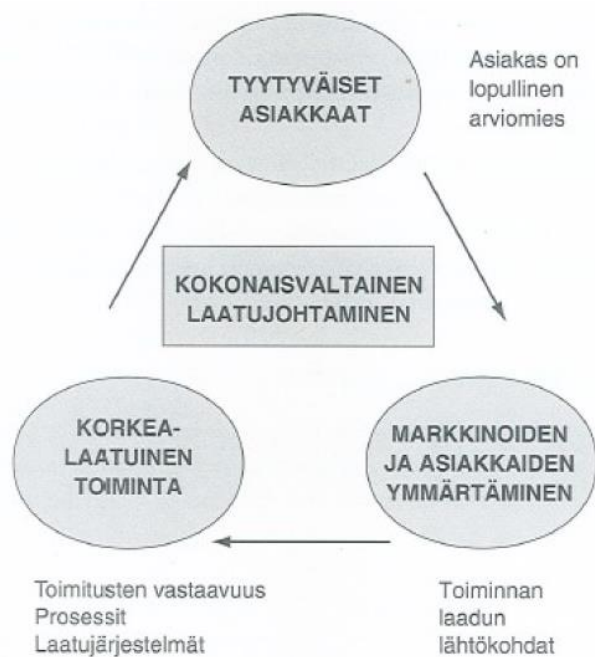 TYYTYVÄISET
ASIAKKAAT
Asiakas on
lopullinen
arviomies
KOKONAISVALTAINEN
LAATUJOHTAMINEN
KORKEA-
LAATUINEN
TOIMINTA
MARKKINOIDEN
JA ASIAKKAIDEN
YMMÄRTÄMINEN
Toimitusten vastaavuus
Prosessit
Laatujärjestelmät
Toiminnan
laadun
lähtökohdat